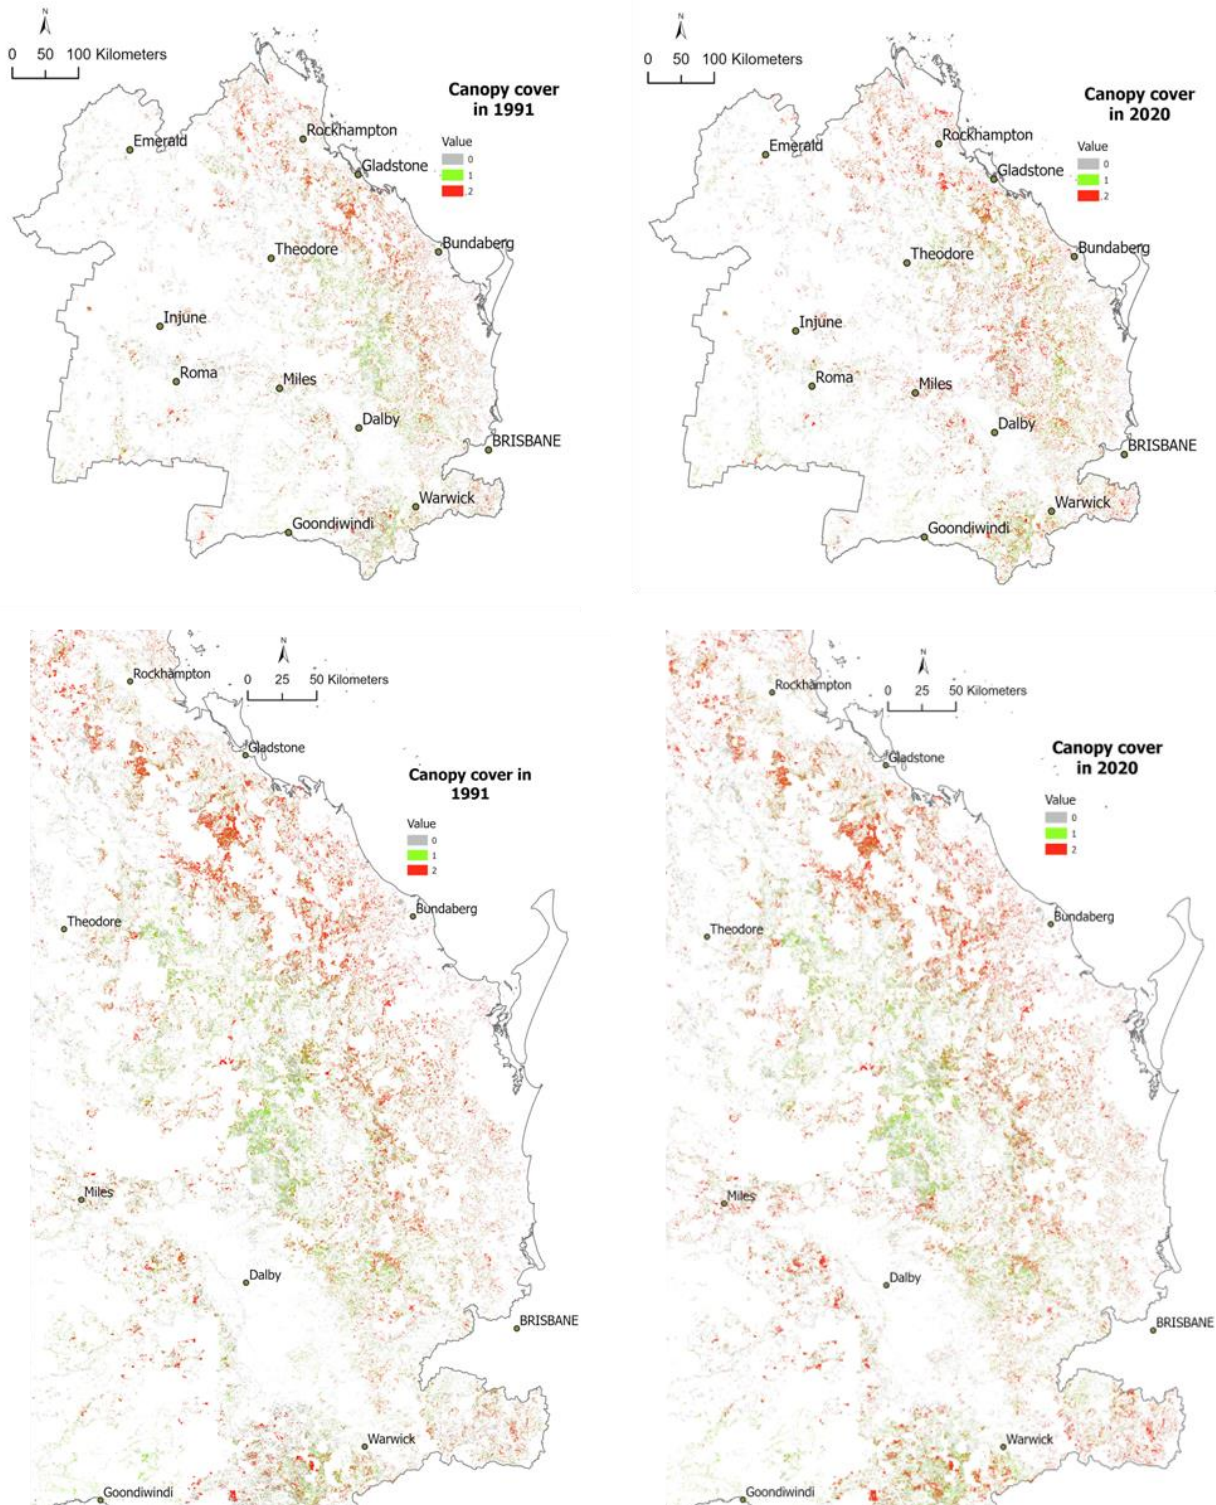 N
0 50 100 Kilometers
Canopy cover
in 1991
Value
0
1
2
Emerald
Rockhampton
Gladstone
Theodore
Bundaberg
Injune
Roma
Miles
Dalby
BRISBANE
Warwick
Goondiwindi
N
0 50 100 Kilometers
Canopy cover
in 2020
Value
0
1
2
Emerald
Rockhampton
Gladstone
Theodore
Bundaberg
Injune
Roma
Miles
Dalby
BRISBANE
Warwick
Goondiwindi
N
0 25 50 Kilometers
Rockhampton
Gladstone
Canopy cover in
1991
Value
0
1
2
Bundaberg
Theodore
Miles
Dalby
BRISBANE
Warwick
Goondiwindi
N
0 25 50 Kilometers
Rockhampton
Gladstone
Canopy cover
in 2020
Value
0
1
2
Bundaberg
Theodore
Miles
Dalby
BRISBANE
Warwick
Goondiwindi